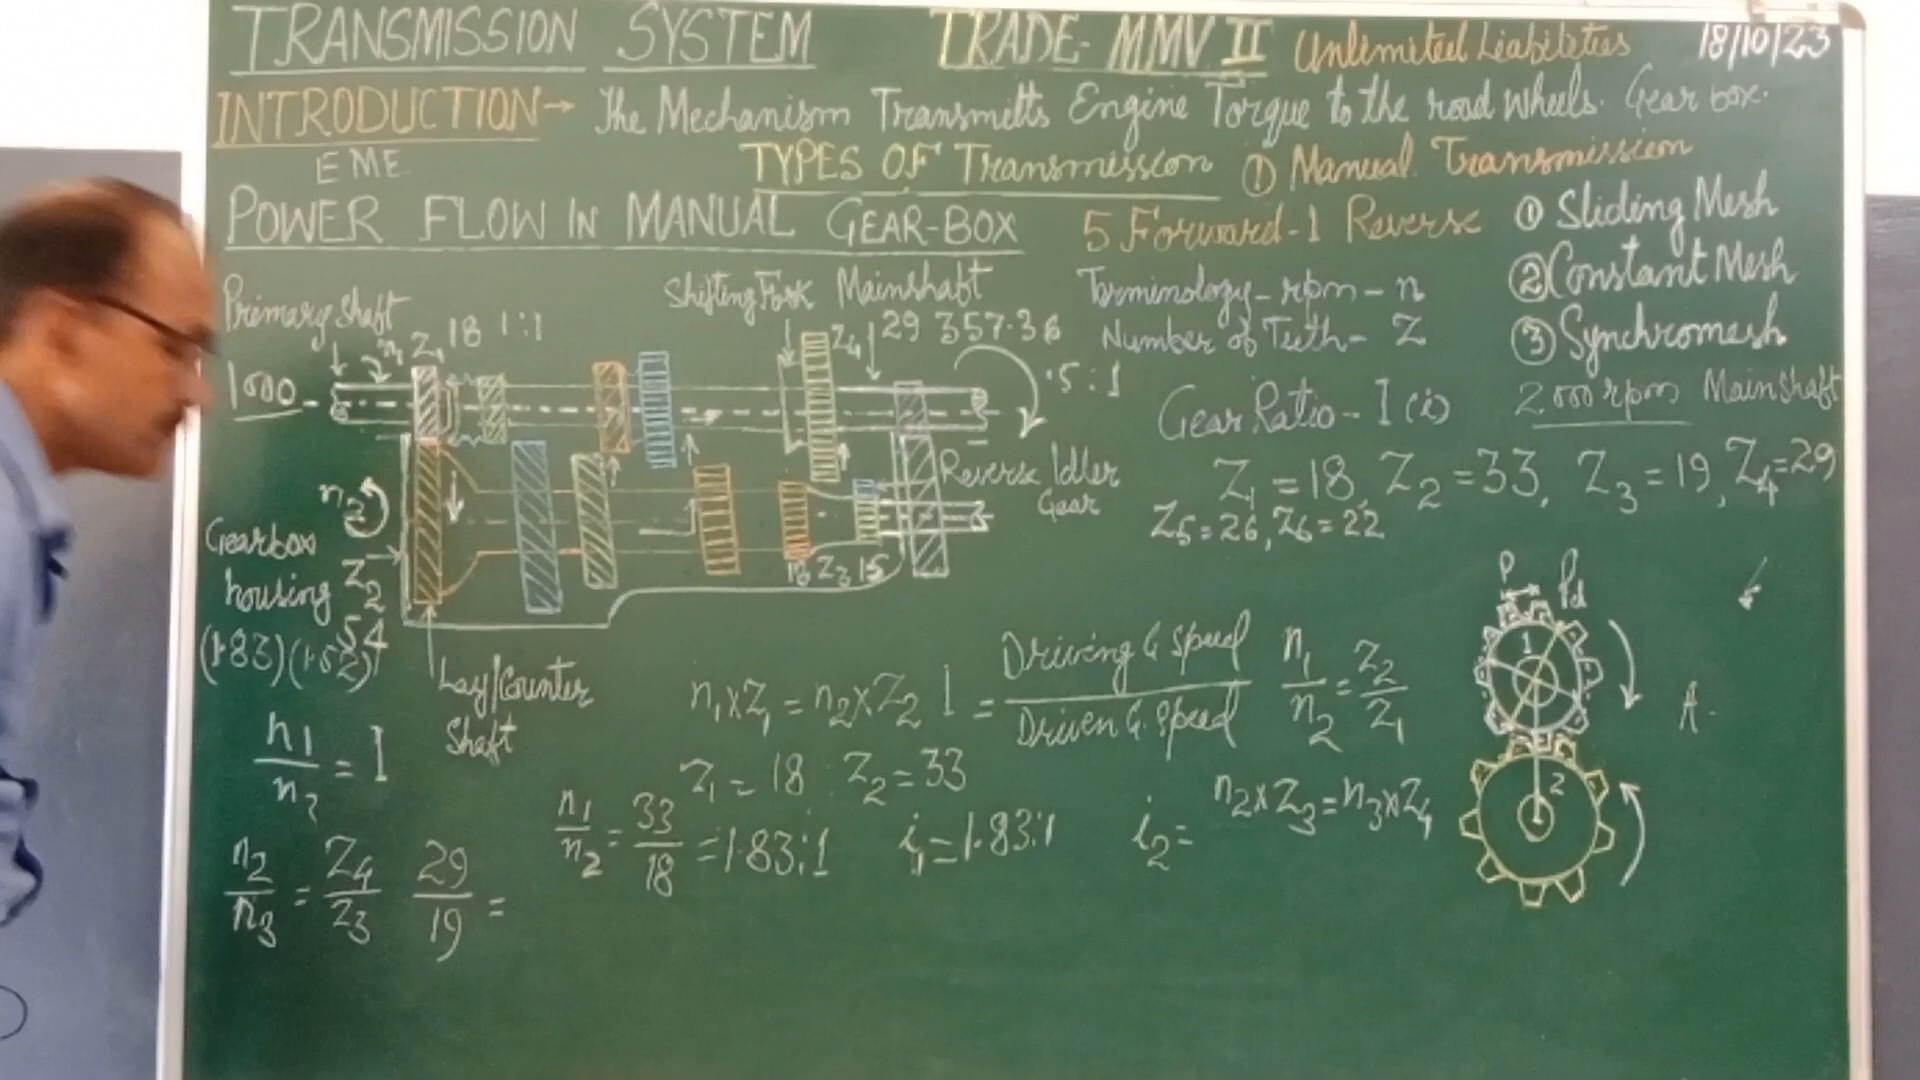 TRANSMISSION SYSTEM TRADE- MMV II Unlimited Liabilities 18/10/23
INTRODUCTION → The Mechanism Transmitts Engine Torque to the road wheels. Gear box.
EME
TYPES OF Transmission ① Manual Transmission
POWER FLOW IN MANUAL GEAR-BOX 5 Forward-1 Reverse
① Sliding Mesh
② Constant Mesh
③ Synchromesh
Primary shaft
Shifting Fork Mainshaft
Terminology - rpm - n
Number of Teeth - Z
n1 Z1 18 1:1
Z4 29 357.36
1000
.5:1
Gear Ratio - I (i)
2000 rpm Mainshaft
Z1 = 18, Z2 = 33, Z3 = 19, Z4 = 29
Z5 = 26, Z6 = 22
Reverse Idler
Gear
n2
Gearbox
housing
Z2
54
Z3 15
(1.83) (1.52)
Lay/Counter
Shaft
P Pd
1
2
A.
n1 x Z1 = n2 x Z2 I = Driving G Speed / Driven G. Speed n1/n2 = Z2/Z1
Z1 = 18 Z2 = 33
n1/n2 = I
n1/n2 = 33/18 = 1.83:1 i1 = 1.83:1 i2 = n2 x Z3 = n3 x Z4
n2/n3 = Z4/Z3 29/19 =